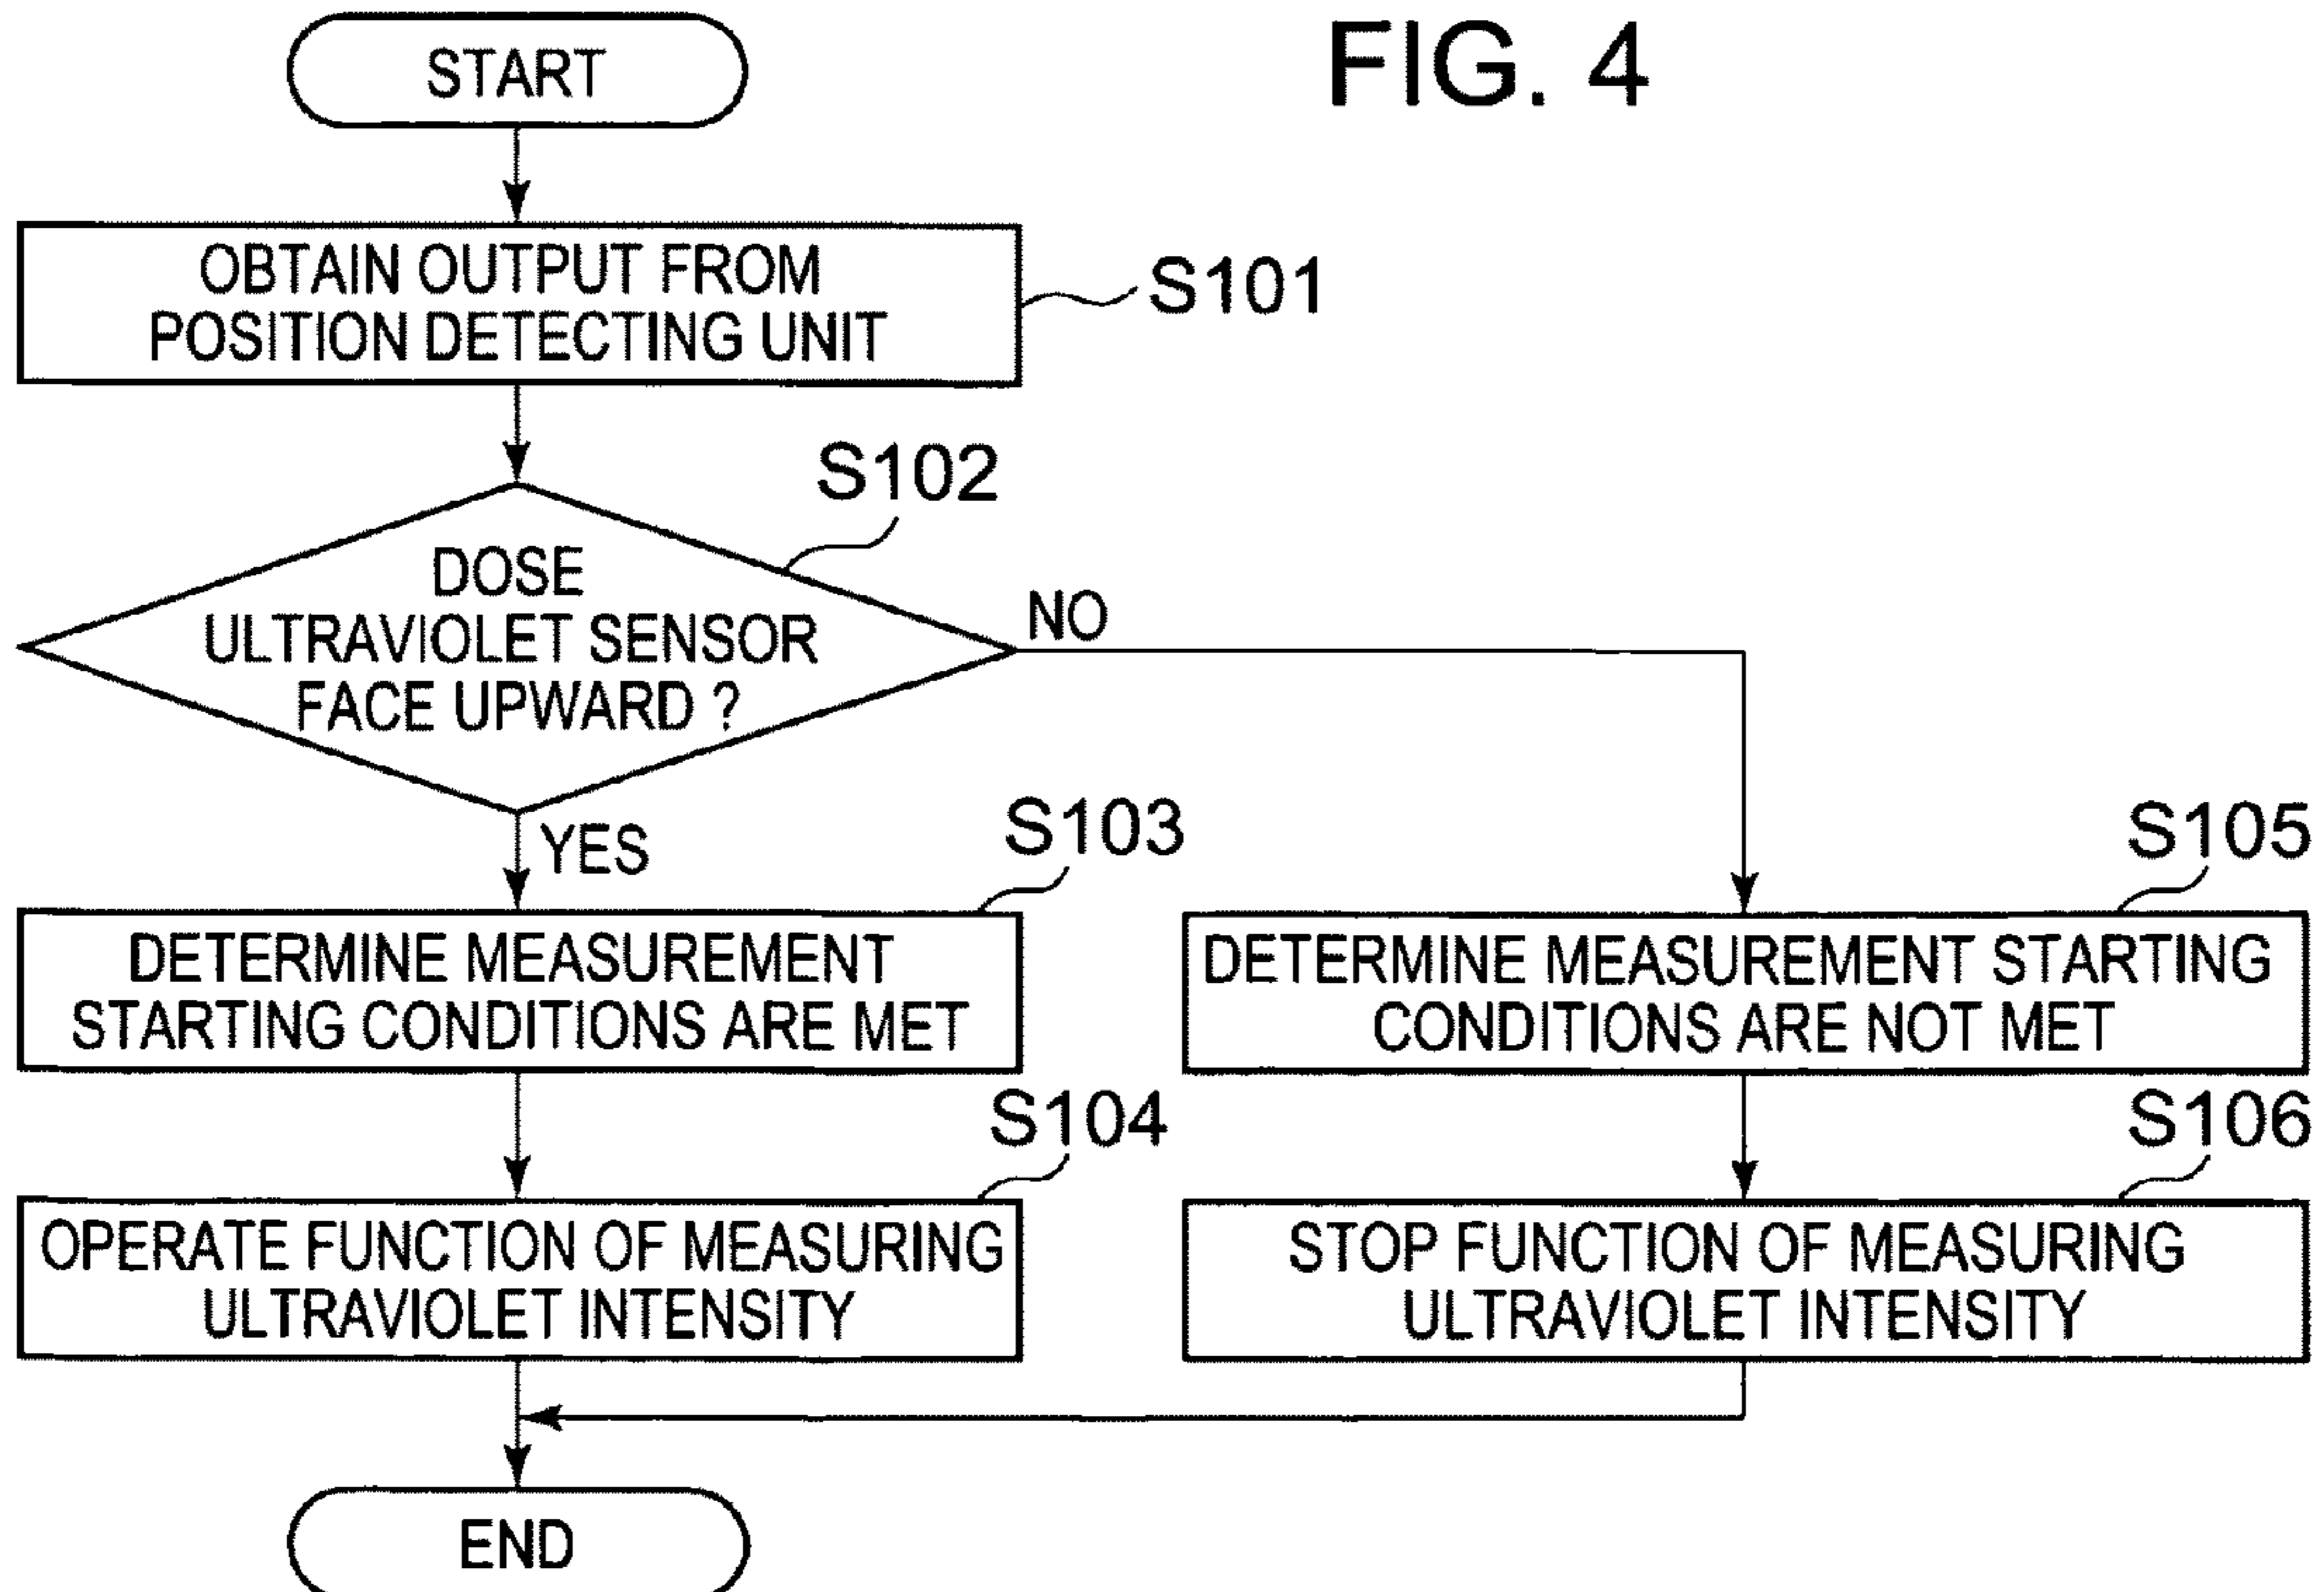 FIG. 4
START
OBTAIN OUTPUT FROM
POSITION DETECTING UNIT
S101
S102
DOSE
ULTRAVIOLET SENSOR
FACE UPWARD ?
NO
YES
S103
DETERMINE MEASUREMENT
STARTING CONDITIONS ARE MET
S104
OPERATE FUNCTION OF MEASURING
ULTRAVIOLET INTENSITY
S105
DETERMINE MEASUREMENT STARTING
CONDITIONS ARE NOT MET
S106
STOP FUNCTION OF MEASURING
ULTRAVIOLET INTENSITY
END